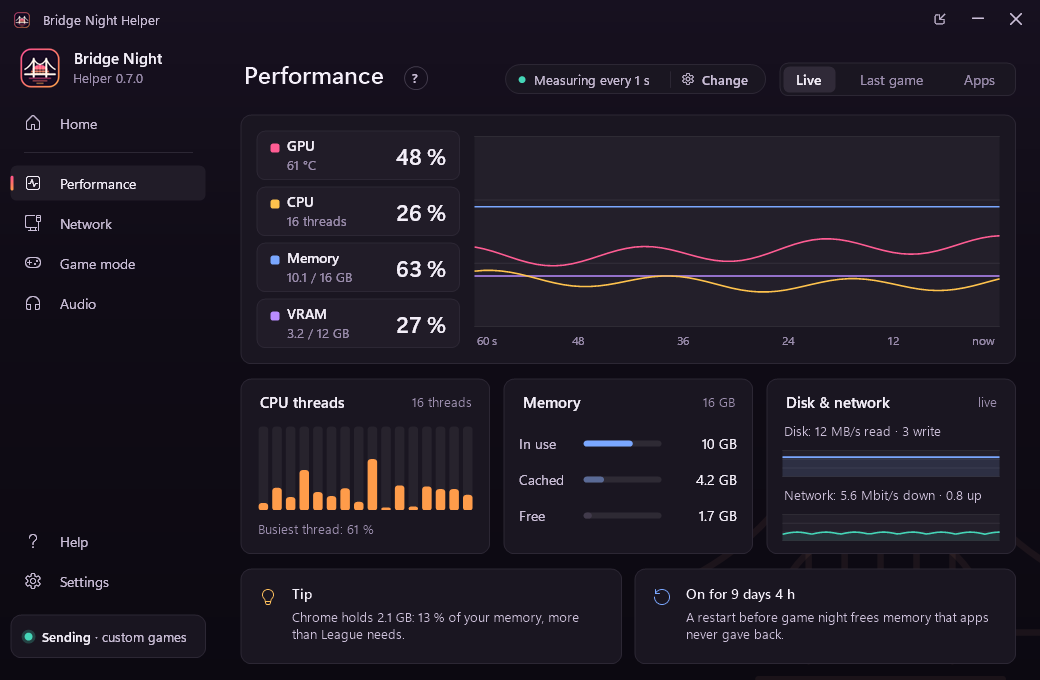 Bridge Night Helper
Bridge Night
Helper 0.7.0
Home
Performance
Network
Game mode
Audio
? Help
Settings
Sending · custom games
Performance ?
Measuring every 1 s
Change
Live
Last game
Apps
GPU
61 °C
48 %
CPU
16 threads
26 %
Memory
10.1 / 16 GB
63 %
VRAM
3.2 / 12 GB
27 %
60 s 48 36 24 12 now
CPU threads 16 threads
Busiest thread: 61 %
Memory 16 GB
In use 10 GB
Cached 4.2 GB
Free 1.7 GB
Disk & network live
Disk: 12 MB/s read · 3 write
Network: 5.6 Mbit/s down · 0.8 up
Tip
Chrome holds 2.1 GB: 13 % of your memory, more
than League needs.
On for 9 days 4 h
A restart before game night frees memory that apps
never gave back.